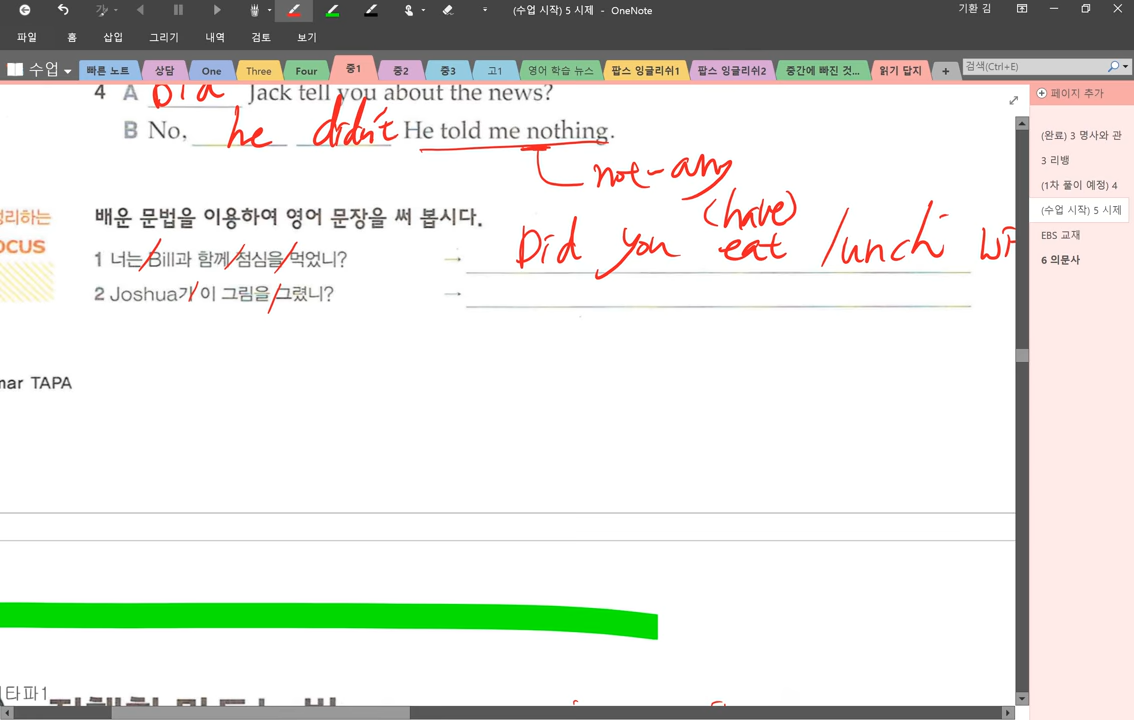 (수업 시작) 5 시제 - OneNote
기환 김
파일 홈 삽입 그리기 내역 검토 보기
수업 빠른 노트 상담 One Three Four 중1 중2 중3 고1 영어 학습 뉴스 팝스 잉글리쉬1 팝스 잉글리쉬2 중간에 빠진 것... 읽기 답지 + 검색(Ctrl+E)
페이지 추가
(완료) 3 명사와 관
3 리뱅
(1차 풀이 예정) 4
(수업 시작) 5 시제
EBS 교재
6 의문사
4 A Did Jack tell you about the news?
B No, he didn't He told me nothing.
not-any
정리하는
OCUS
배운 문법을 이용하여 영어 문장을 써 봅시다.
(have)
1 너는 Bill과 함께 점심을 먹었니? → Did you eat lunch
2 Joshua가 이 그림을 그렸니? →
mar TAPA
타파1